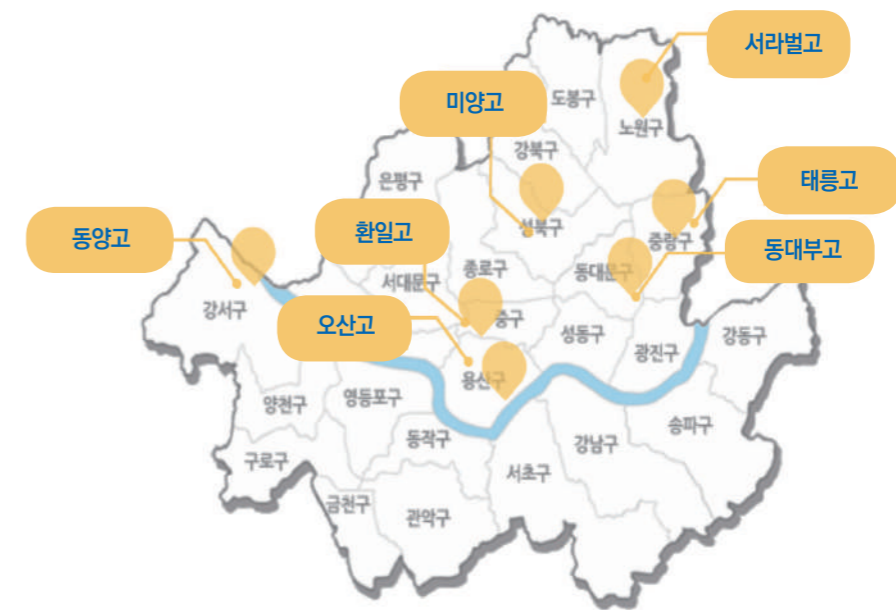 서라벌고
도봉구
미양고
노원구
강북구
은평구
태릉고
성북구
환일고
중랑구
동양고
동대부고
종로구
동대문구
서대문구
강서구
중구
오산고
성동구
강동구
광진구
용산구
영등포구
양천구
송파구
동작구
강남구
구로구
서초구
금천구
관악구